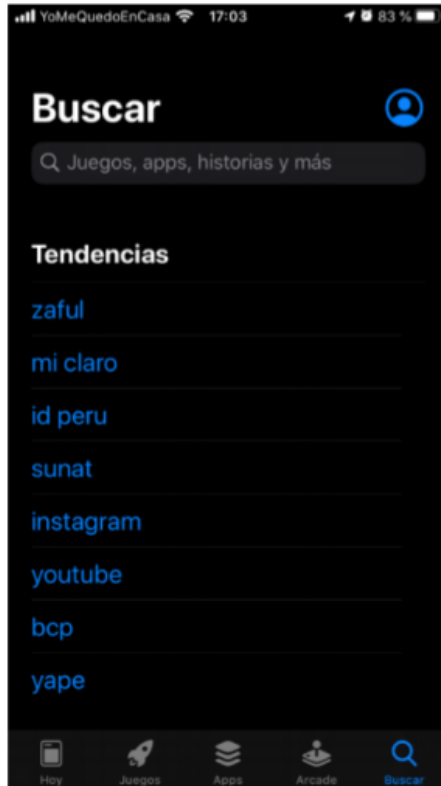 YoMeQuedoEnCasa 17:03 83 %
Buscar
Juegos, apps, historias y más
Tendencias
zaful
mi claro
id peru
sunat
instagram
youtube
bcp
yape
Hoy Juegos Apps Arcade Buscar